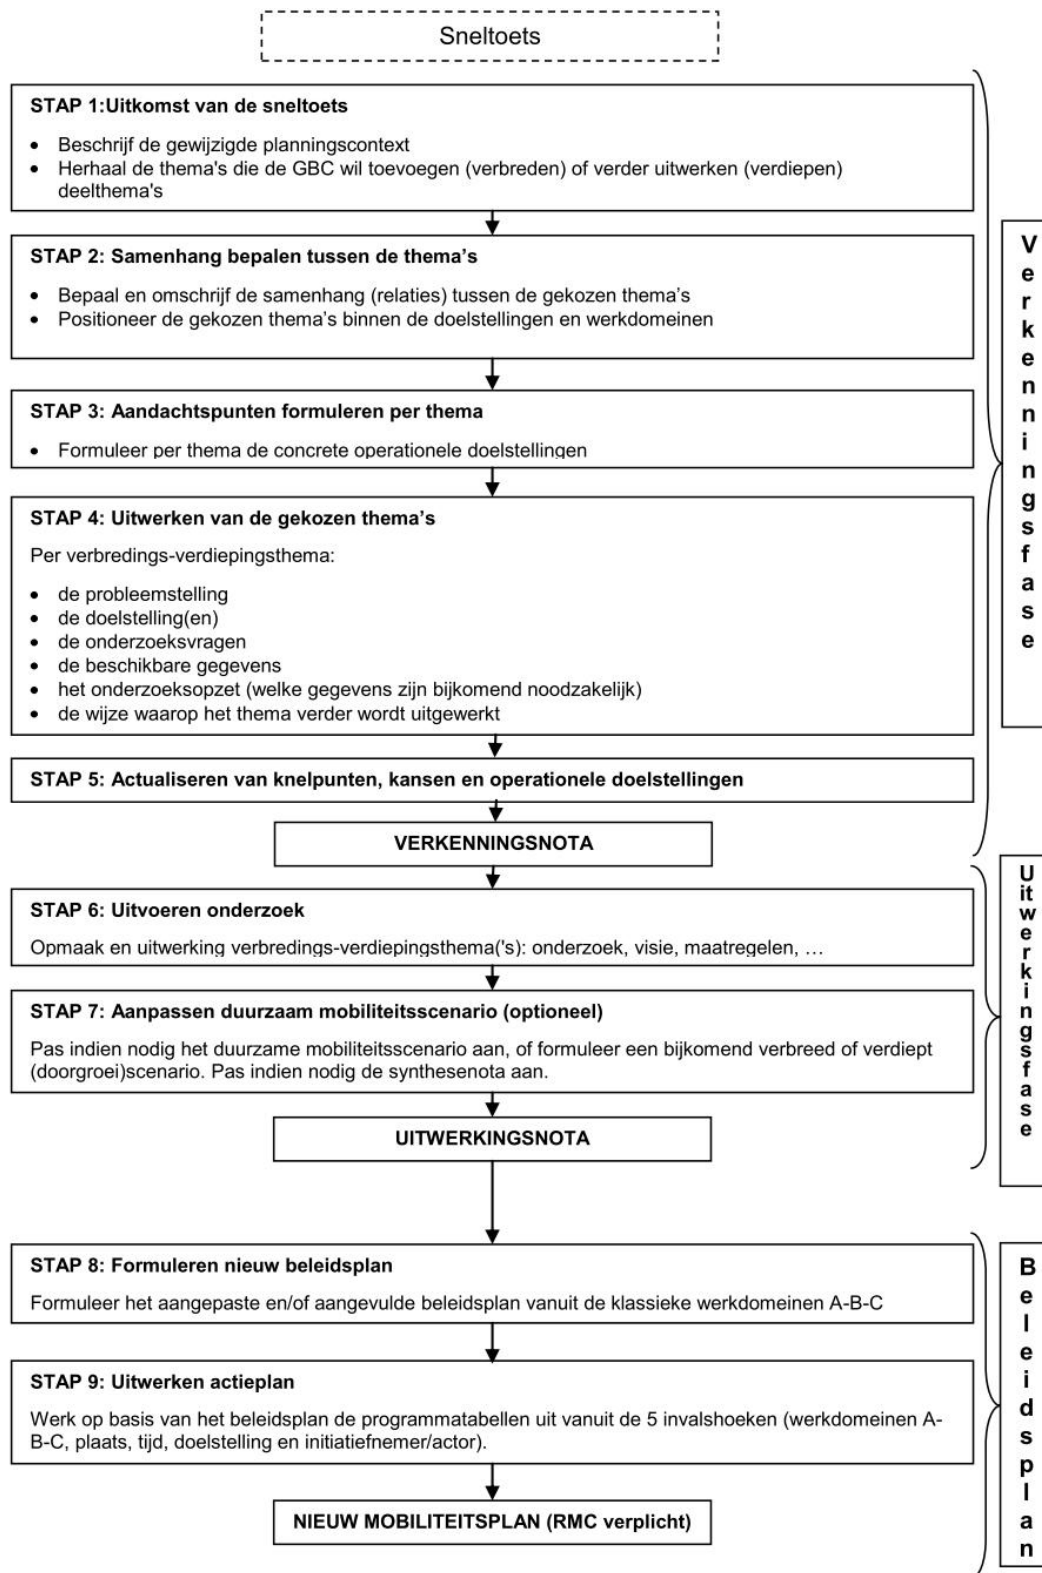 Sneltoets
STAP 1:Uitkomst van de sneltoets
• Beschrijf de gewijzigde planningscontext
• Herhaal de thema's die de GBC wil toevoegen (verbreden) of verder uitwerken (verdiepen)
deelthema's
STAP 2: Samenhang bepalen tussen de thema's
• Bepaal en omschrijf de samenhang (relaties) tussen de gekozen thema's
• Positioneer de gekozen thema's binnen de doelstellingen en werkdomeinen
STAP 3: Aandachtspunten formuleren per thema
• Formuleer per thema de concrete operationele doelstellingen
STAP 4: Uitwerken van de gekozen thema's
Per verbredings-verdiepingsthema:
• de probleemstelling
• de doelstelling(en)
• de onderzoeksvragen
• de beschikbare gegevens
• het onderzoeksopzet (welke gegevens zijn bijkomend noodzakelijk)
• de wijze waarop het thema verder wordt uitgewerkt
STAP 5: Actualiseren van knelpunten, kansen en operationele doelstellingen
VERKENNINGSNOTA
Verkenningsfase
STAP 6: Uitvoeren onderzoek
Opmaak en uitwerking verbredings-verdiepingsthema('s): onderzoek, visie, maatregelen, …
STAP 7: Aanpassen duurzaam mobiliteitsscenario (optioneel)
Pas indien nodig het duurzame mobiliteitsscenario aan, of formuleer een bijkomend verbreed of verdiept
(doorgroei)scenario. Pas indien nodig de synthesenota aan.
UITWERKINGSNOTA
Uitwerkingsfase
STAP 8: Formuleren nieuw beleidsplan
Formuleer het aangepaste en/of aangevulde beleidsplan vanuit de klassieke werkdomeinen A-B-C
STAP 9: Uitwerken actieplan
Werk op basis van het beleidsplan de programmatabellen uit vanuit de 5 invalshoeken (werkdomeinen A-
B-C, plaats, tijd, doelstelling en initiatiefnemer/actor).
NIEUW MOBILITEITSPLAN (RMC verplicht)
Beleidsplan